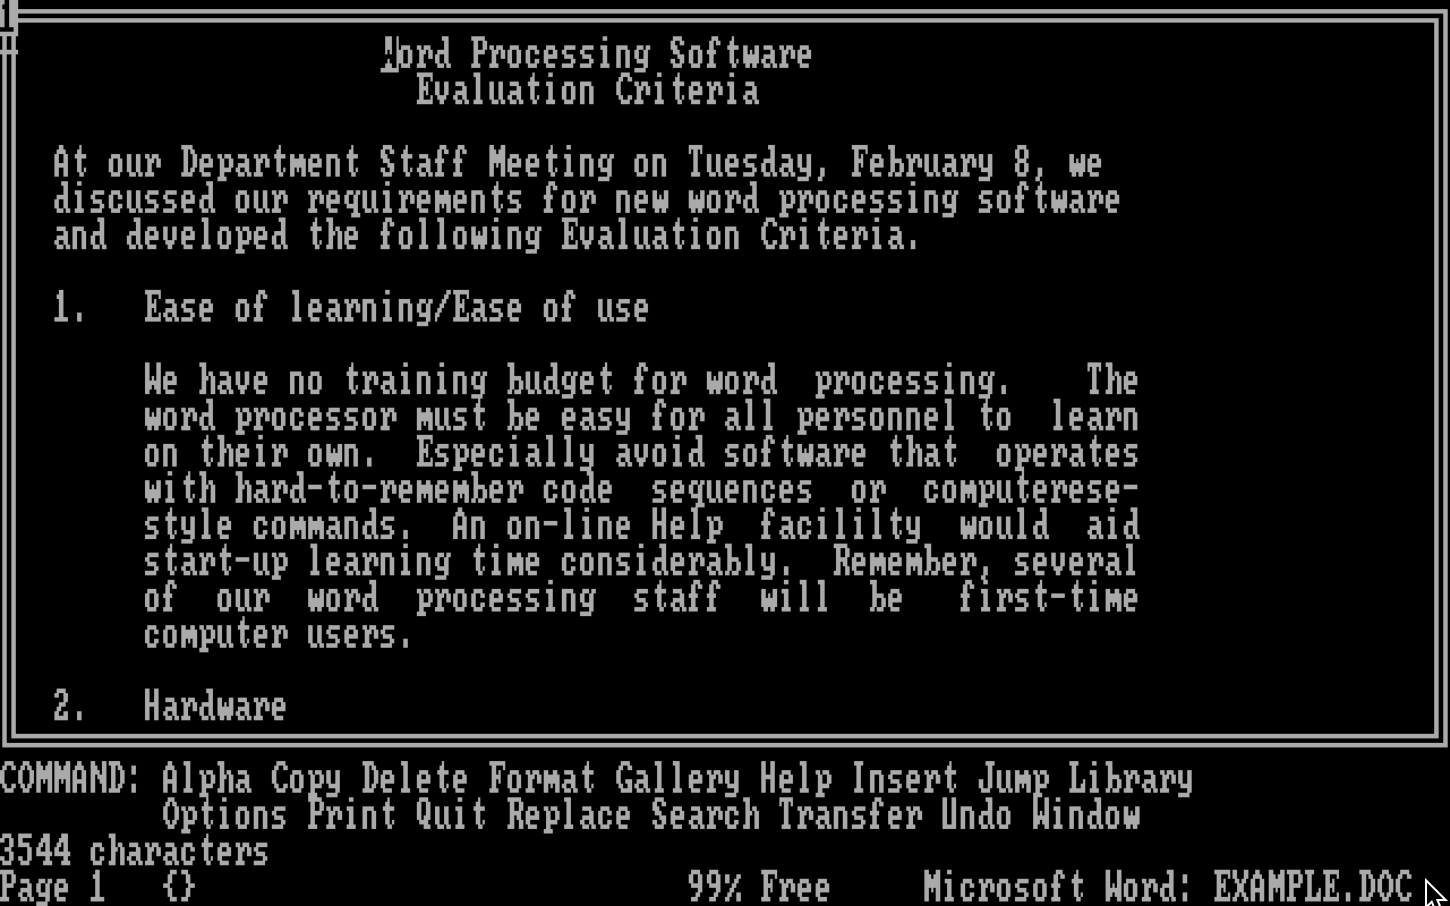 Word Processing Software
Evaluation Criteria
At our Department Staff Meeting on Tuesday, February 8, we
discussed our requirements for new word processing software
and developed the following Evaluation Criteria.
1. Ease of learning/Ease of use
We have no training budget for word processing. The
word processor must be easy for all personnel to learn
on their own. Especially avoid software that operates
with hard-to-remember code sequences or computerese-
style commands. An on-line Help facililty would aid
start-up learning time considerably. Remember, several
of our word processing staff will be first-time
computer users.
2. Hardware
COMMAND: Alpha Copy Delete Format Gallery Help Insert Jump Library
Options Print Quit Replace Search Transfer Undo Window
3544 characters
Page 1 {} 99% Free Microsoft Word: EXAMPLE.DOC